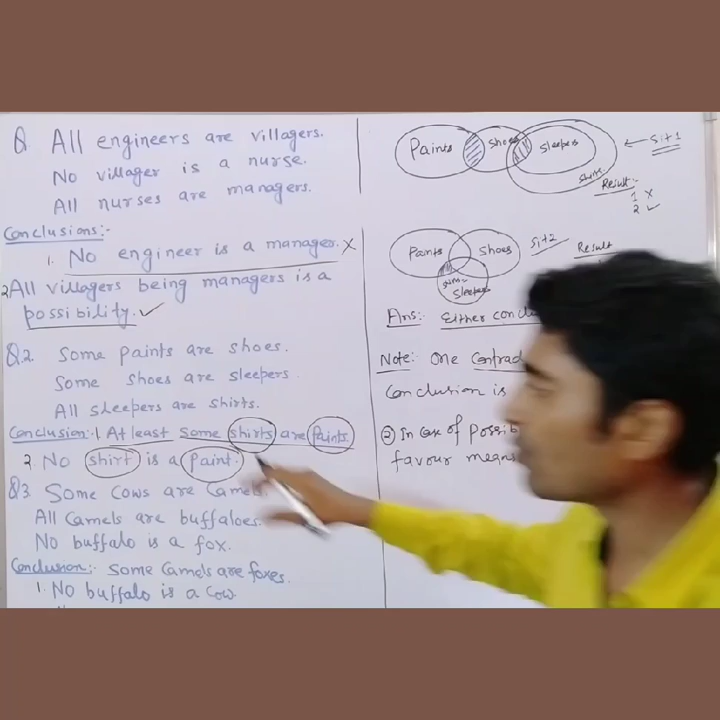 Q All engineers are villagers.
No villager is a nurse.
All nurses are managers.
Conclusions:-
1. No engineer is a manager. X
2. All villagers being managers is a
possibility. ✓
Q.2 Some paints are shoes.
Some shoes are sleepers
All sleepers are shirts.
Conclusion: 1. At least some shirts are paints.
2. No shirt is a paint.
Q3 Some Cows are Camels.
All Camels are buffaloes.
No buffalo is a fox.
Conclusion:- Some Camels are foxes.
1. No buffalo is a cow.
Paints shoes sleepers
Sit 1
Result:-
1 X
2 ✓
Paints shoes
Sit 2
Result
sleepers
Ans: Either
Note: One
Conclusion is
② In case of
favour means